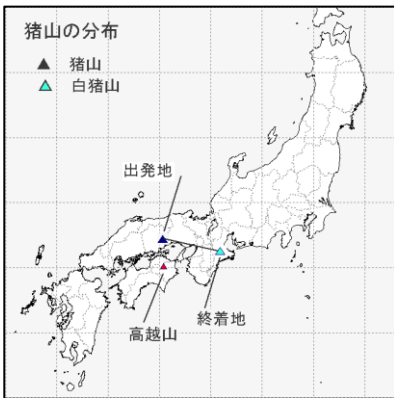 猪山の分布
猪山
白猪山
出発地
高越山
終着地